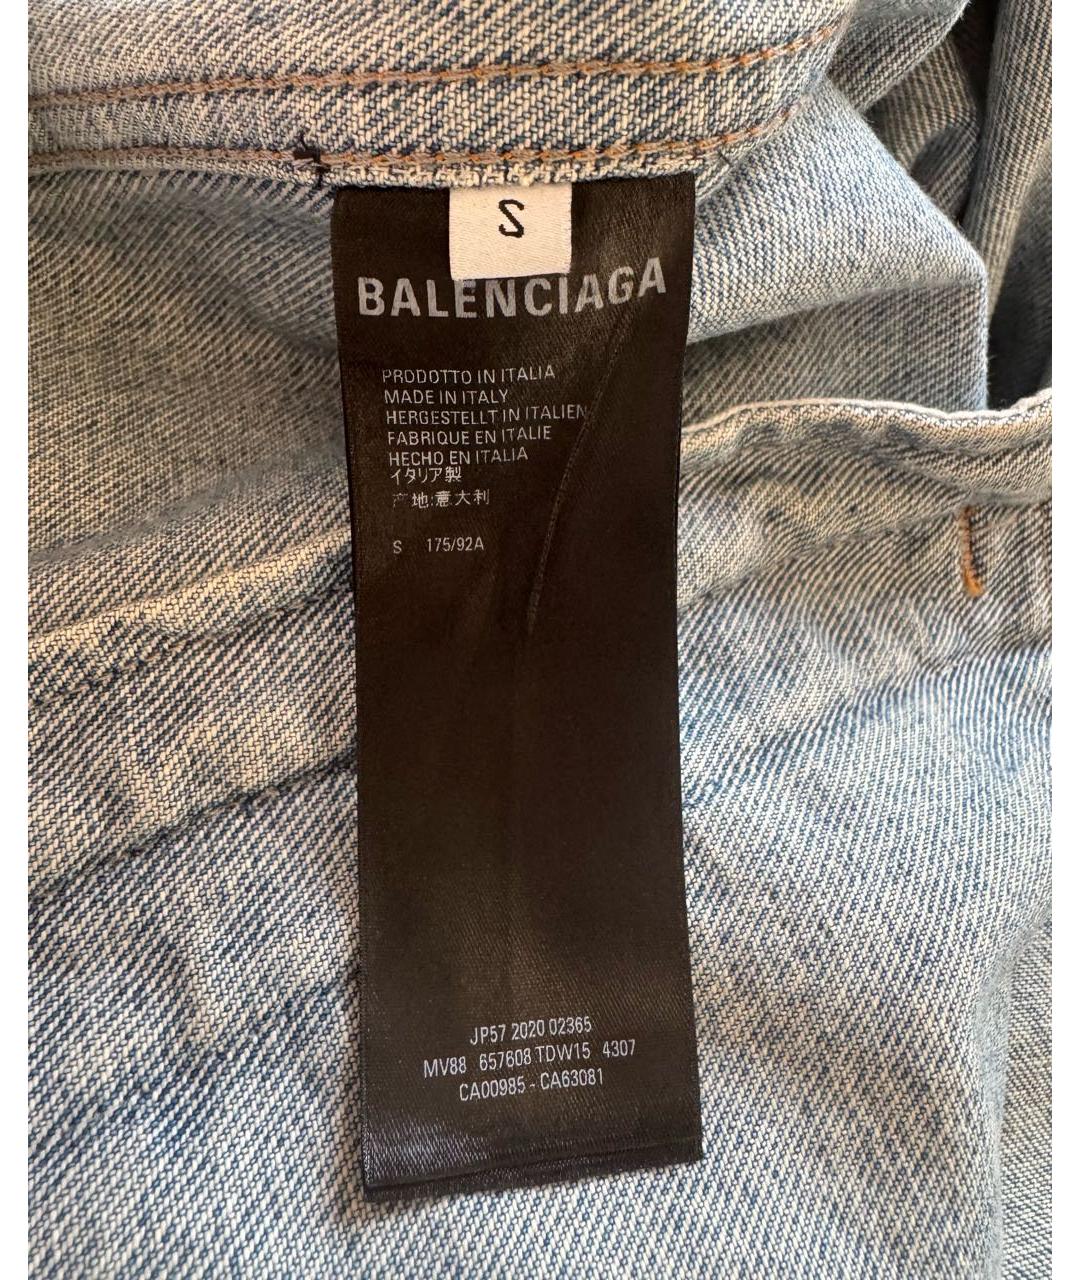 S
BALENCIAGA
PRODOTTO IN ITALIA
MADE IN ITALY
HERGESTELLT IN ITALIEN
FABRIQUE EN ITALIE
HECHO EN ITALIA
イタリア製
产地:意大利
S 175/92A
JP57 2020 02365
MV88 657608 TDW15 4307
CA00985 - CA63081